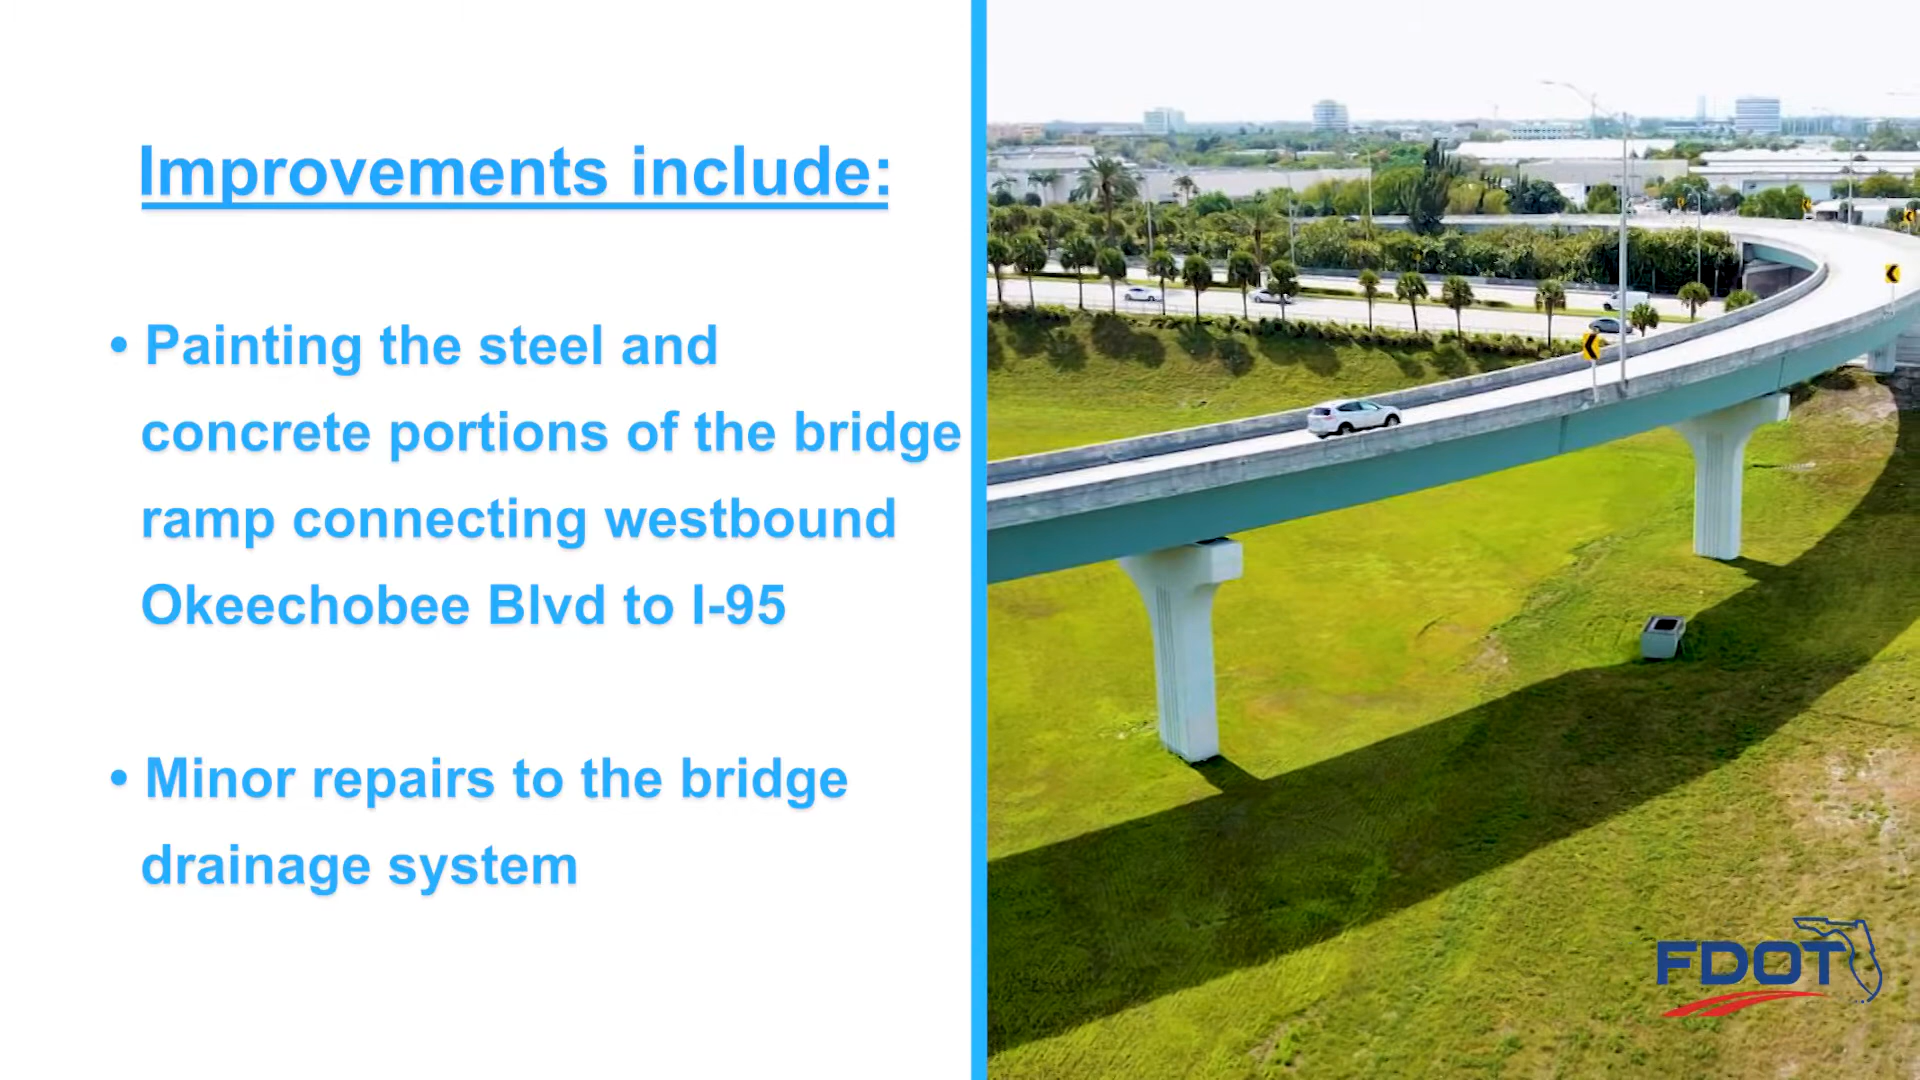 Improvements include:
• Painting the steel and
concrete portions of the bridge
ramp connecting westbound
Okeechobee Blvd to I-95
• Minor repairs to the bridge
drainage system
FDOT